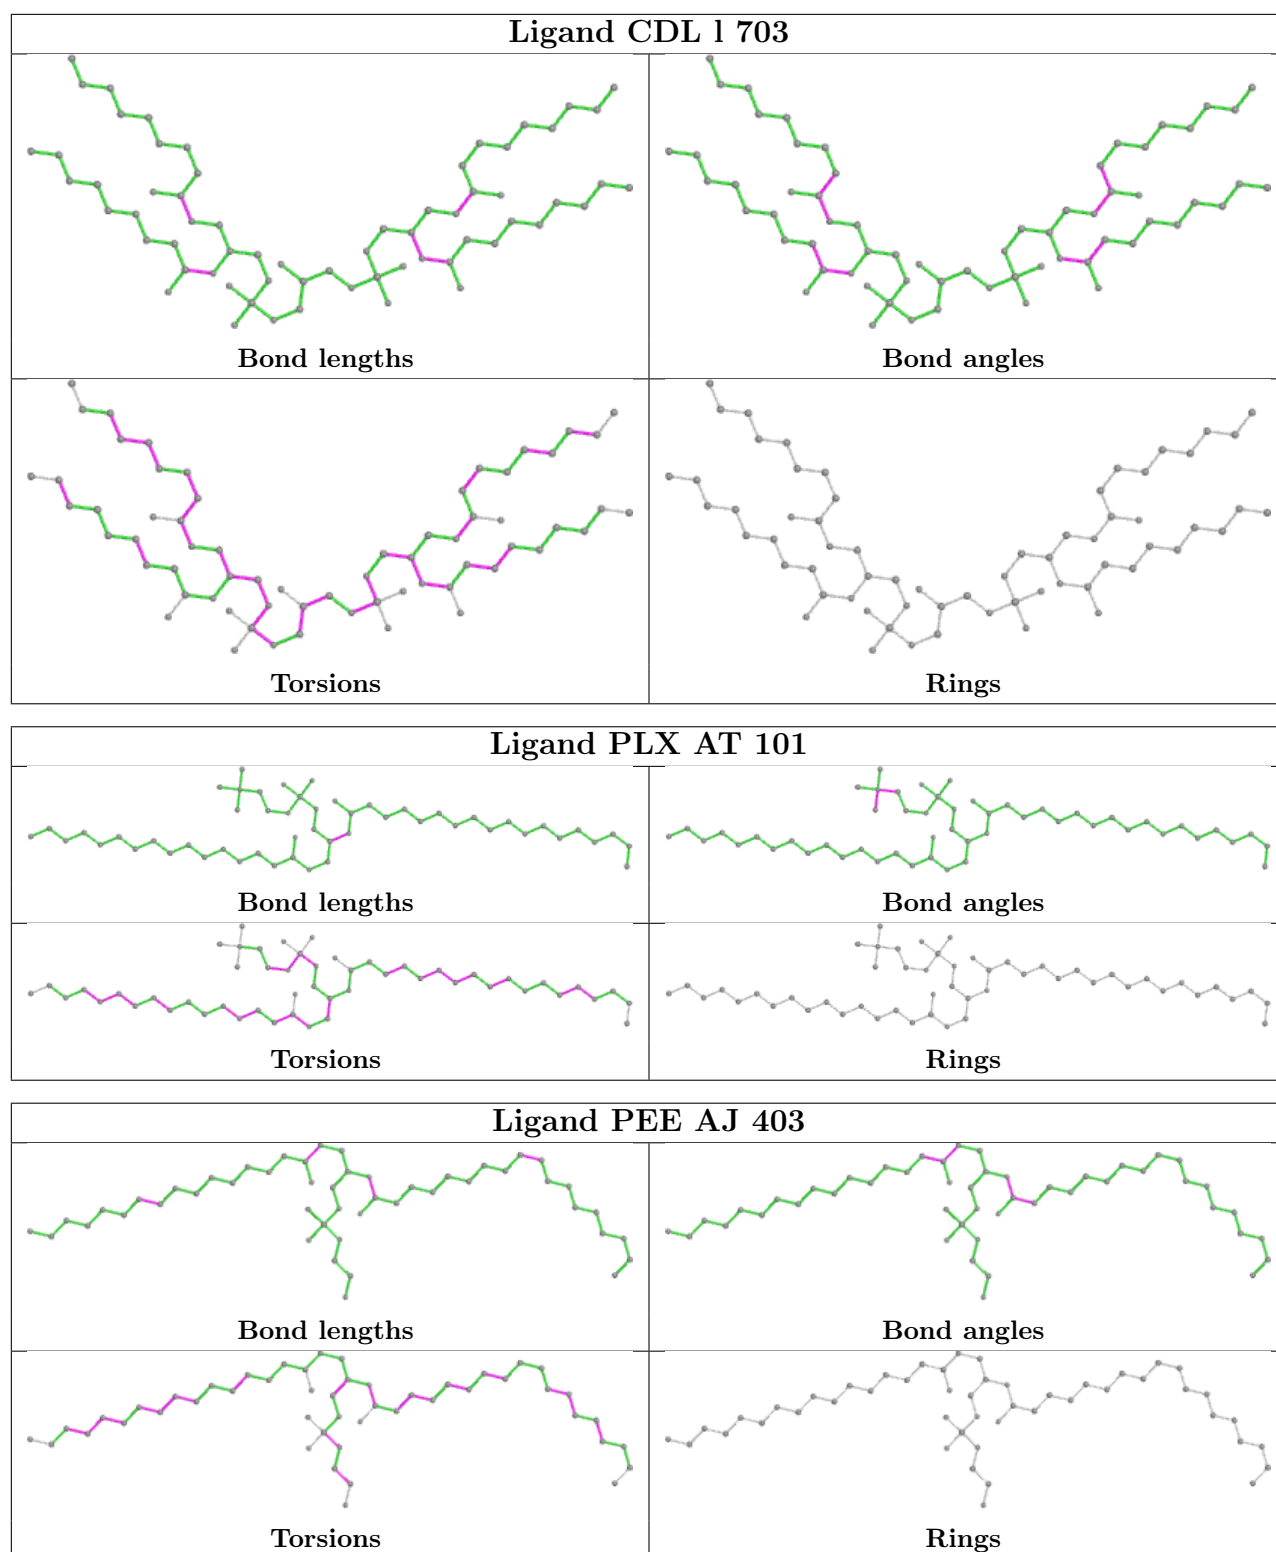 Ligand CDL l 703
Bond lengths
Bond angles
Torsions
Rings
Ligand PLX AT 101
Bond lengths
Bond angles
Torsions
Rings
Ligand PEE AJ 403
Bond lengths
Bond angles
Torsions
Rings